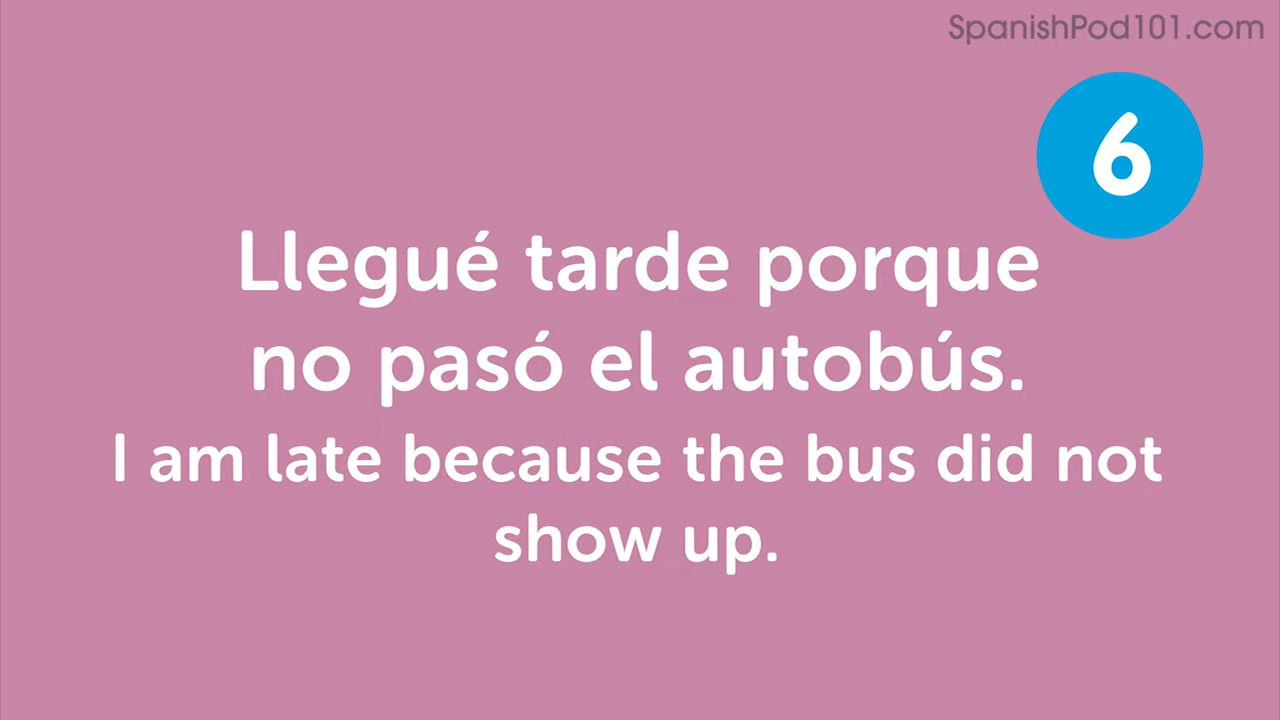 SpanishPod101.com
6
Llegué tarde porque
no pasó el autobús.
I am late because the bus did not
show up.